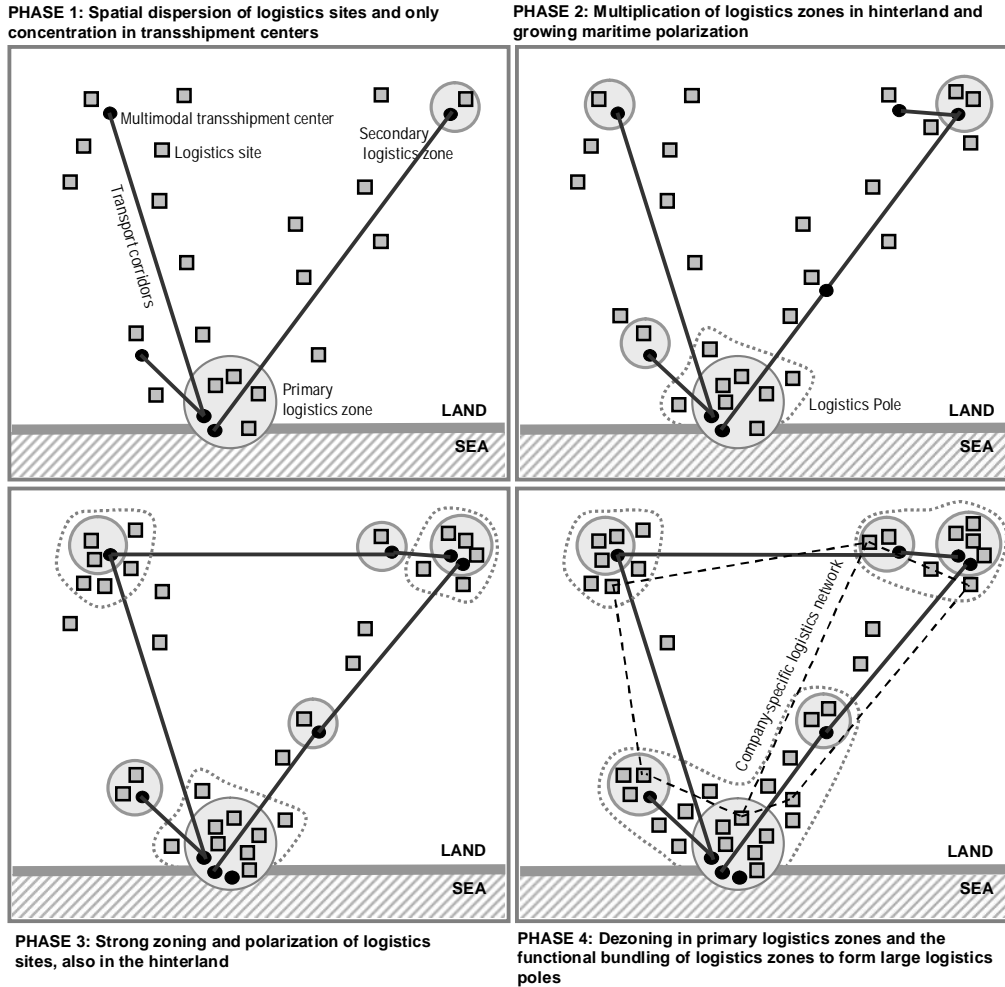 PHASE 1: Spatial dispersion of logistics sites and only
concentration in transshipment centers
Multimodal transshipment center
Logistics site
Secondary
logistics zone
Transport corridors
Primary
logistics zone
LAND
SEA
PHASE 2: Multiplication of logistics zones in hinterland and
growing maritime polarization
Logistics Pole
LAND
SEA
LAND
SEA
PHASE 3: Strong zoning and polarization of logistics
sites, also in the hinterland
Company-specific logistics network
LAND
SEA
PHASE 4: Dezoning in primary logistics zones and the
functional bundling of logistics zones to form large logistics
poles